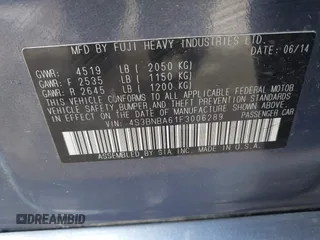 MFD BY FUJI HEAVY INDUSTRIES LTD.
DATE: 06/14
GVWR: 4519 LB ( 2050 KG)
GAWR: F 2535 LB ( 1150 KG)
GAWR: R 2645 LB ( 1200 KG)
THIS VEHICLE CONFORMS TO ALL APPLICABLE FEDERAL MOTOR
VEHICLE SAFETY, BUMPER, AND THEFT PREVENTION STANDARDS
IN EFFECT ON THE DATE OF MANUFACTURE SHOWN ABOVE.
VIN: 4S3BNBA61F3006289 PASSENGER CAR
ASSEMBLED BY SIA, INC.
MADE IN
DREAMBID